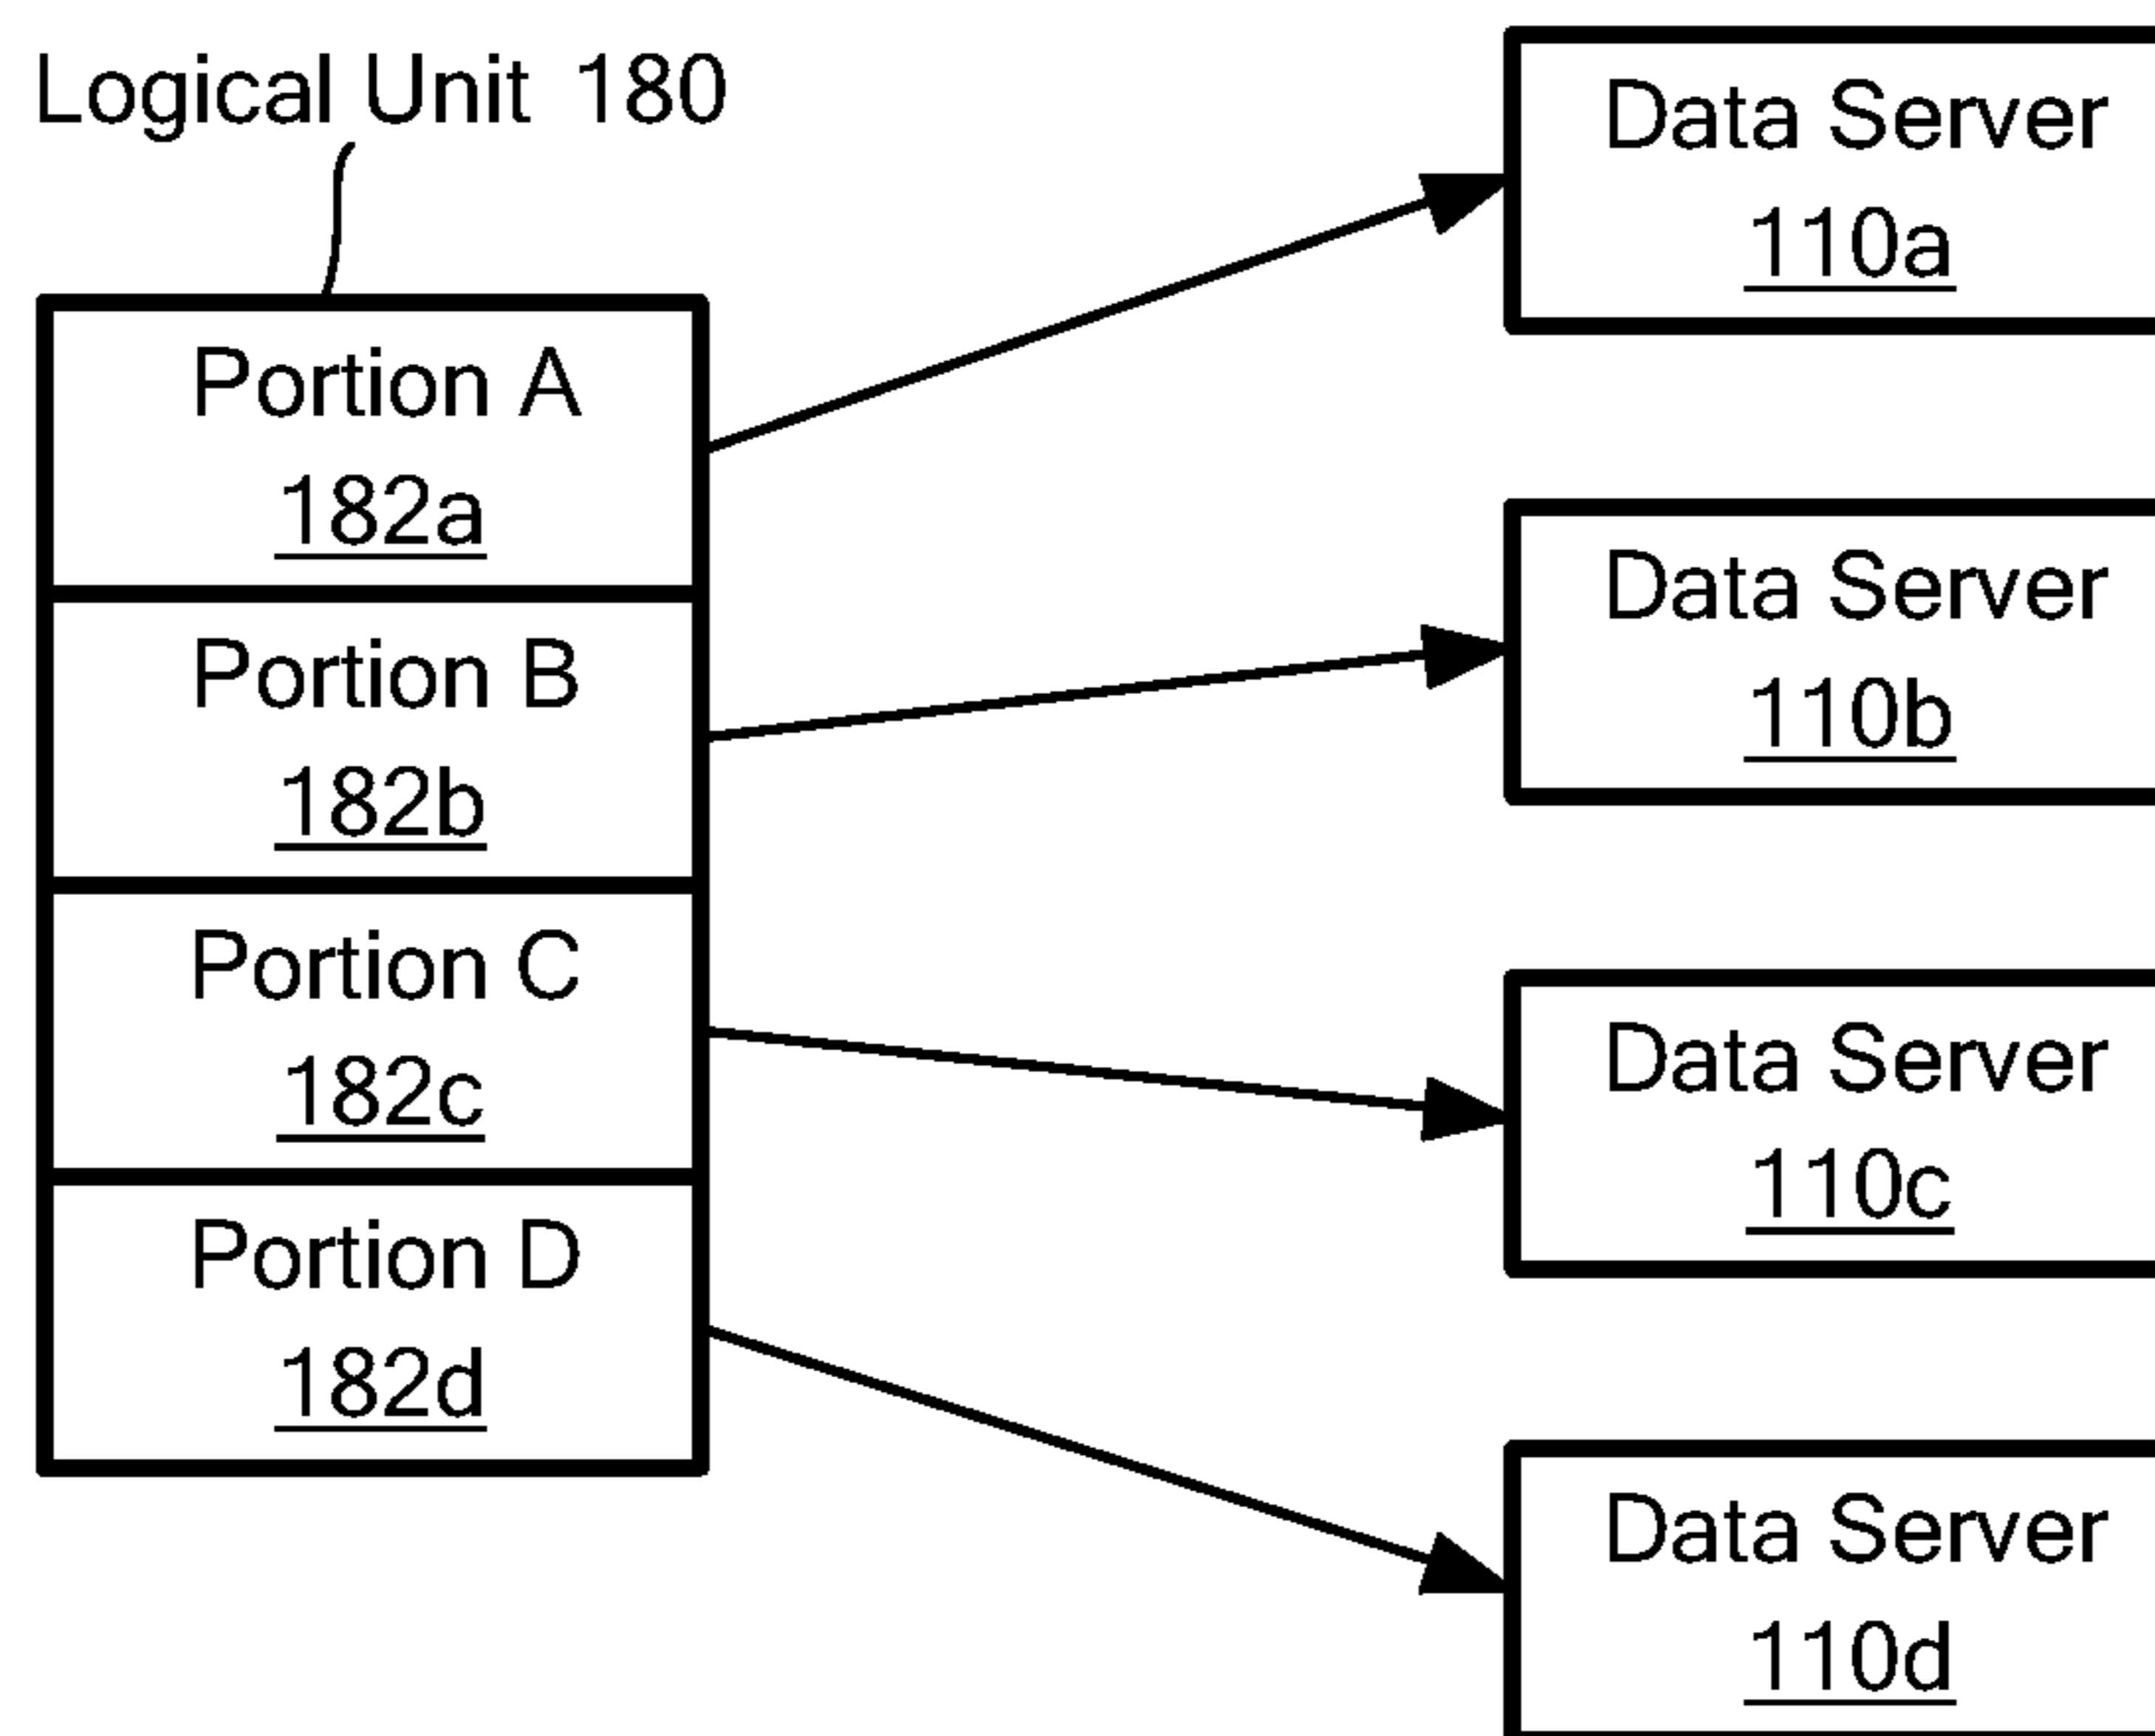 Logical Unit 180
Portion A
182a
Portion B
182b
Portion C
182c
Portion D
182d
Data Server
110a
Data Server
110b
Data Server
110c
Data Server
110d